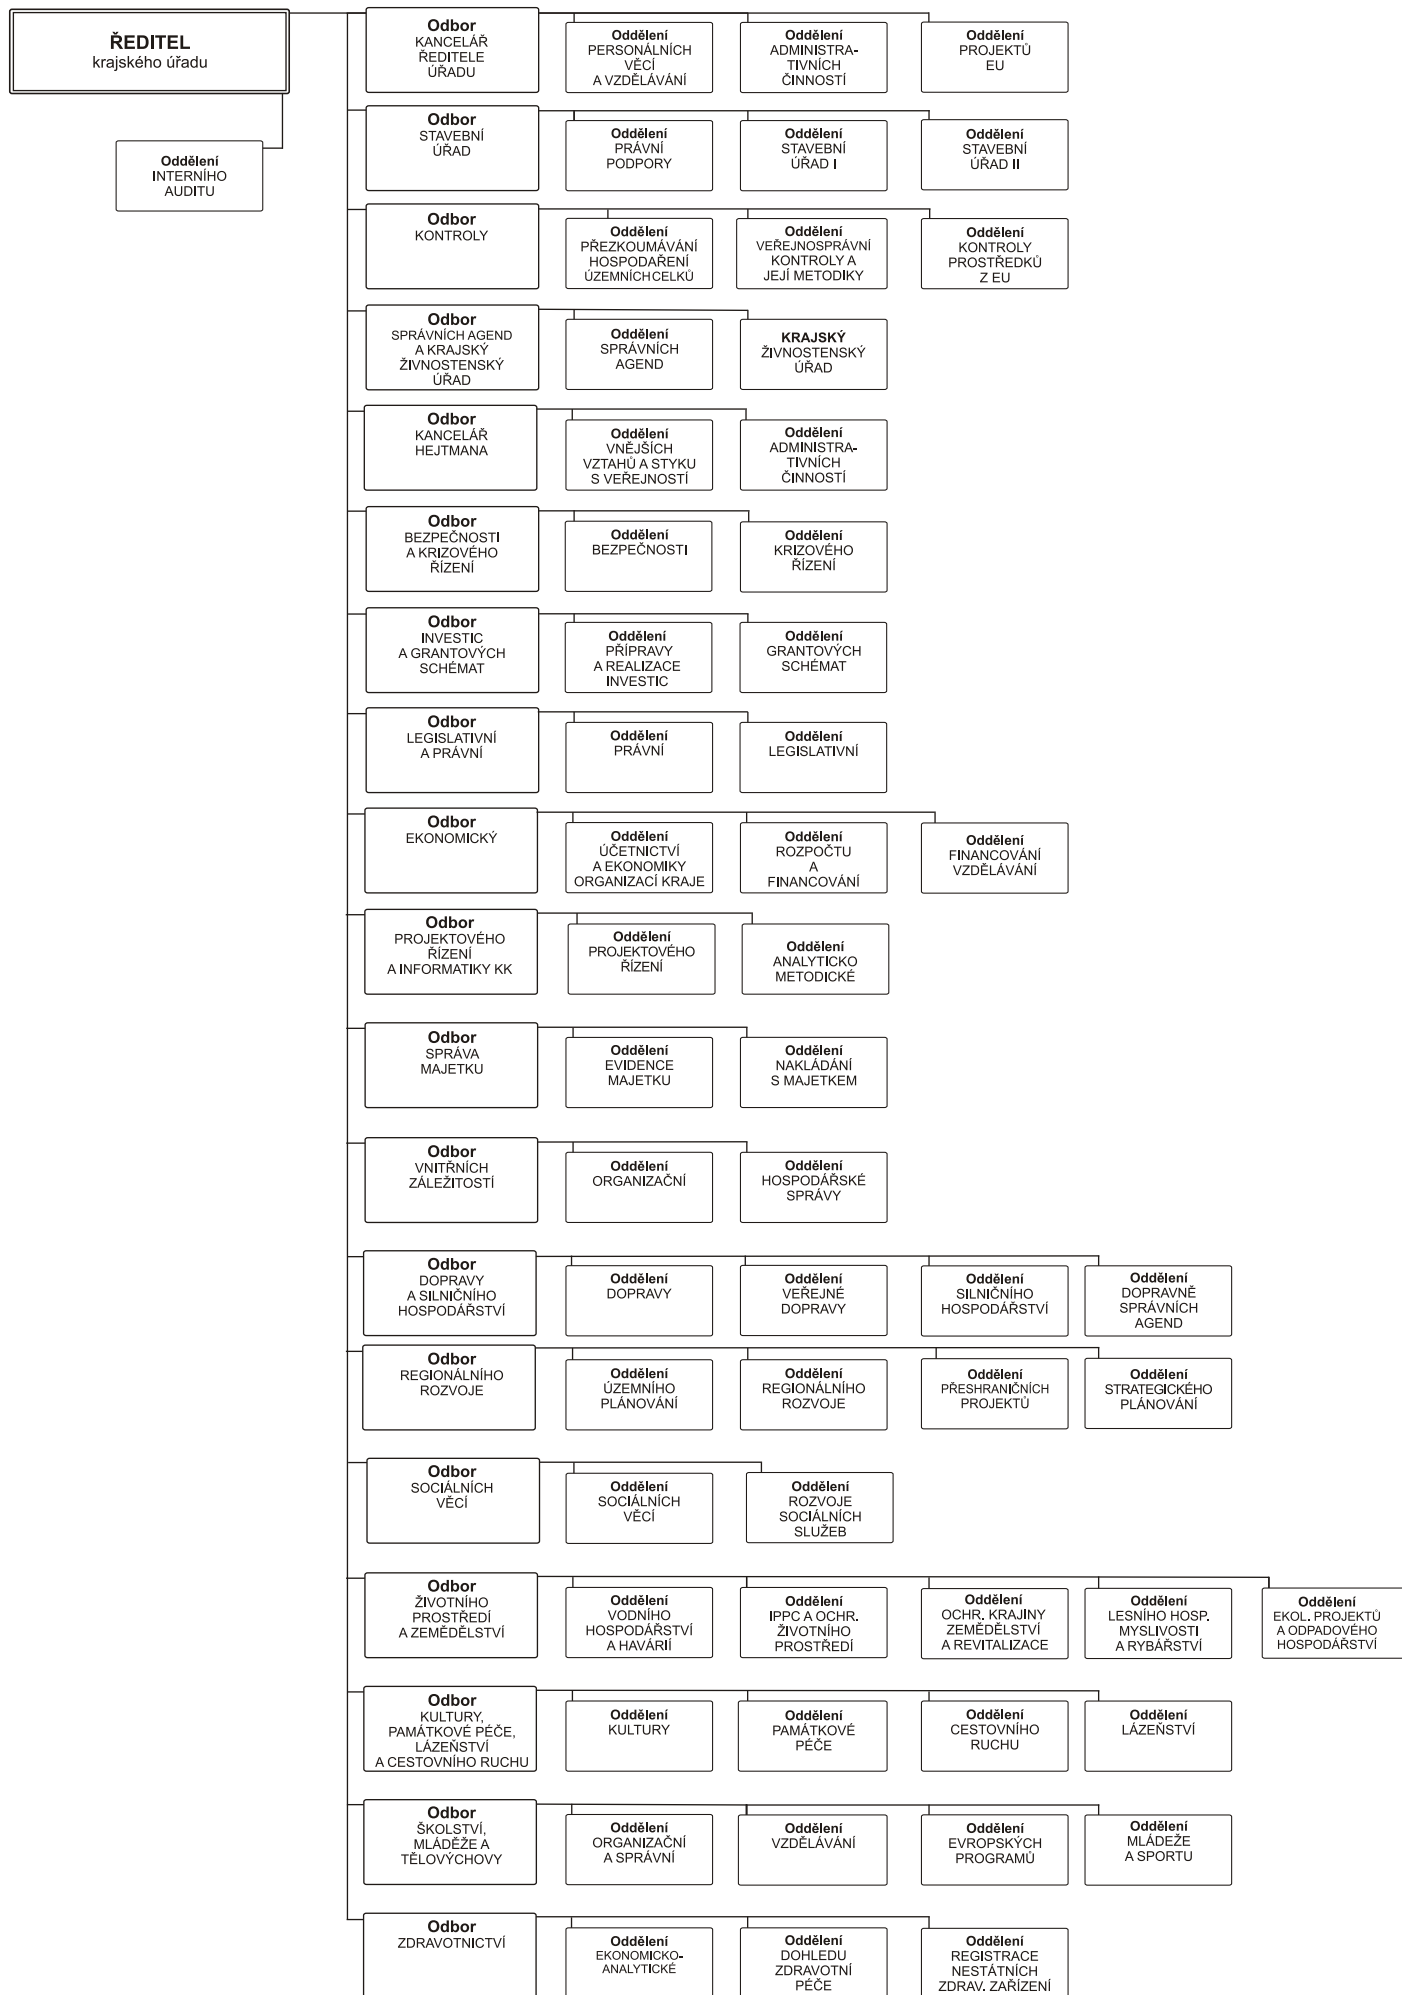 ŘEDITEL
krajského úřadu
Oddělení
INTERNÍHO
AUDITU
Odbor
KANCELÁŘ
ŘEDITELE
ÚŘADU
Oddělení
PERSONÁLNÍCH
VĚCÍ
A VZDĚLÁVÁNÍ
Oddělení
ADMINISTRA-
TIVNÍCH
ČINNOSTÍ
Oddělení
PROJEKTŮ
EU
Odbor
STAVEBNÍ
ÚŘAD
Oddělení
PRÁVNÍ
PODPORY
Oddělení
STAVEBNÍ
ÚŘAD I
Oddělení
STAVEBNÍ
ÚŘAD II
Odbor
KONTROLY
Oddělení
PŘEZKOUMÁVÁNÍ
HOSPODAŘENÍ
ÚZEMNÍCH CELKŮ
Oddělení
VEŘEJNOSPRÁVNÍ
KONTROLY A
JEJÍ METODIKY
Oddělení
KONTROLY
PROSTŘEDKŮ
Z EU
Odbor
SPRÁVNÍCH AGEND
A KRAJSKÝ
ŽIVNOSTENSKÝ
ÚŘAD
Oddělení
SPRÁVNÍCH
AGEND
KRAJSKÝ
ŽIVNOSTENSKÝ
ÚŘAD
Odbor
KANCELÁŘ
HEJTMANA
Oddělení
VNĚJŠÍCH
VZTAHŮ A STYKU
S VEŘEJNOSTÍ
Oddělení
ADMINISTRA-
TIVNÍCH
ČINNOSTÍ
Odbor
BEZPEČNOSTI
A KRIZOVÉHO
ŘÍZENÍ
Oddělení
BEZPEČNOSTI
Oddělení
KRIZOVÉHO
ŘÍZENÍ
Odbor
INVESTIC
A GRANTOVÝCH
SCHÉMAT
Oddělení
PŘÍPRAVY
A REALIZACE
INVESTIC
Oddělení
GRANTOVÝCH
SCHÉMAT
Odbor
LEGISLATIVNÍ
A PRÁVNÍ
Oddělení
PRÁVNÍ
Oddělení
LEGISLATIVNÍ
Odbor
EKONOMICKÝ
Oddělení
ÚČETNICTVÍ
A EKONOMIKY
ORGANIZACÍ KRAJE
Oddělení
ROZPOČTU
A
FINANCOVÁNÍ
Oddělení
FINANCOVÁNÍ
VZDĚLÁVÁNÍ
Odbor
PROJEKTOVÉHO
ŘÍZENÍ
A INFORMATIKY KK
Oddělení
PROJEKTOVÉHO
ŘÍZENÍ
Oddělení
ANALYTICKO
METODICKÉ
Odbor
SPRÁVA
MAJETKU
Oddělení
EVIDENCE
MAJETKU
Oddělení
NAKLÁDÁNÍ
S MAJETKEM
Odbor
VNITŘNÍCH
ZÁLEŽITOSTÍ
Oddělení
ORGANIZAČNÍ
Oddělení
HOSPODÁŘSKÉ
SPRÁVY
Odbor
DOPRAVY
A SILNIČNÍHO
HOSPODÁŘSTVÍ
Oddělení
DOPRAVY
Oddělení
VEŘEJNÉ
DOPRAVY
Oddělení
SILNIČNÍHO
HOSPODÁŘSTVÍ
Oddělení
DOPRAVNĚ
SPRÁVNÍCH
AGEND
Odbor
REGIONÁLNÍHO
ROZVOJE
Oddělení
ÚZEMNÍHO
PLÁNOVÁNÍ
Oddělení
REGIONÁLNÍHO
ROZVOJE
Oddělení
PŘESHRANIČNÍCH
PROJEKTŮ
Oddělení
STRATEGICKÉHO
PLÁNOVÁNÍ
Odbor
SOCIÁLNÍCH
VĚCÍ
Oddělení
SOCIÁLNÍCH
VĚCÍ
Oddělení
ROZVOJE
SOCIÁLNÍCH
SLUŽEB
Odbor
ŽIVOTNÍHO
PROSTŘEDÍ
A ZEMĚDĚLSTVÍ
Oddělení
VODNÍHO
HOSPODÁŘSTVÍ
A HAVÁRIÍ
Oddělení
IPPC A OCHR.
ŽIVOTNÍHO
PROSTŘEDÍ
Oddělení
OCHR. KRAJINY
ZEMĚDĚLSTVÍ
A REVITALIZACE
Oddělení
LESNÍHO HOSP.
MYSLIVOSTI
A RYBÁŘSTVÍ
Oddělení
EKOL. PROJEKTŮ
A ODPADOVÉHO
HOSPODÁŘSTVÍ
Odbor
KULTURY,
PAMÁTKOVÉ PÉČE,
LÁZEŇSTVÍ
A CESTOVNÍHO RUCHU
Oddělení
KULTURY
Oddělení
PAMÁTKOVÉ
PÉČE
Oddělení
CESTOVNÍHO
RUCHU
Oddělení
LÁZEŇSTVÍ
Odbor
ŠKOLSTVÍ,
MLÁDĚŽE A
TĚLOVÝCHOVY
Oddělení
ORGANIZAČNÍ
A SPRÁVNÍ
Oddělení
VZDĚLÁVÁNÍ
Oddělení
EVROPSKÝCH
PROGRAMŮ
Oddělení
MLÁDEŽE
A SPORTU
Odbor
ZDRAVOTNICTVÍ
Oddělení
EKONOMICKO-
ANALYTICKÉ
Oddělení
DOHLEDU
ZDRAVOTNÍ
PÉČE
Oddělení
REGISTRACE
NESTÁTNÍCH
ZDRAV. ZAŘÍZENÍ